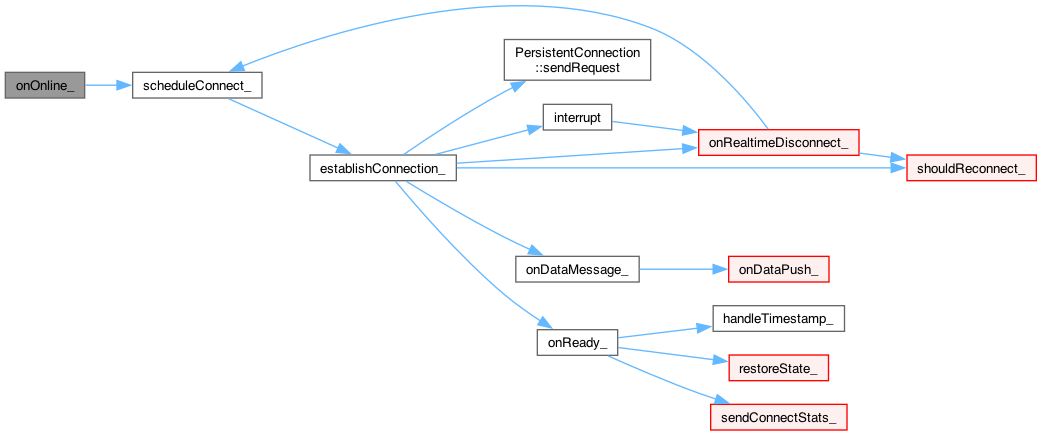 PersistentConnection
::sendRequest
onOnline_
scheduleConnect_
interrupt
onRealtimeDisconnect_
establishConnection_
shouldReconnect_
onDataMessage_
onDataPush_
handleTimestamp_
onReady_
restoreState_
sendConnectStats_